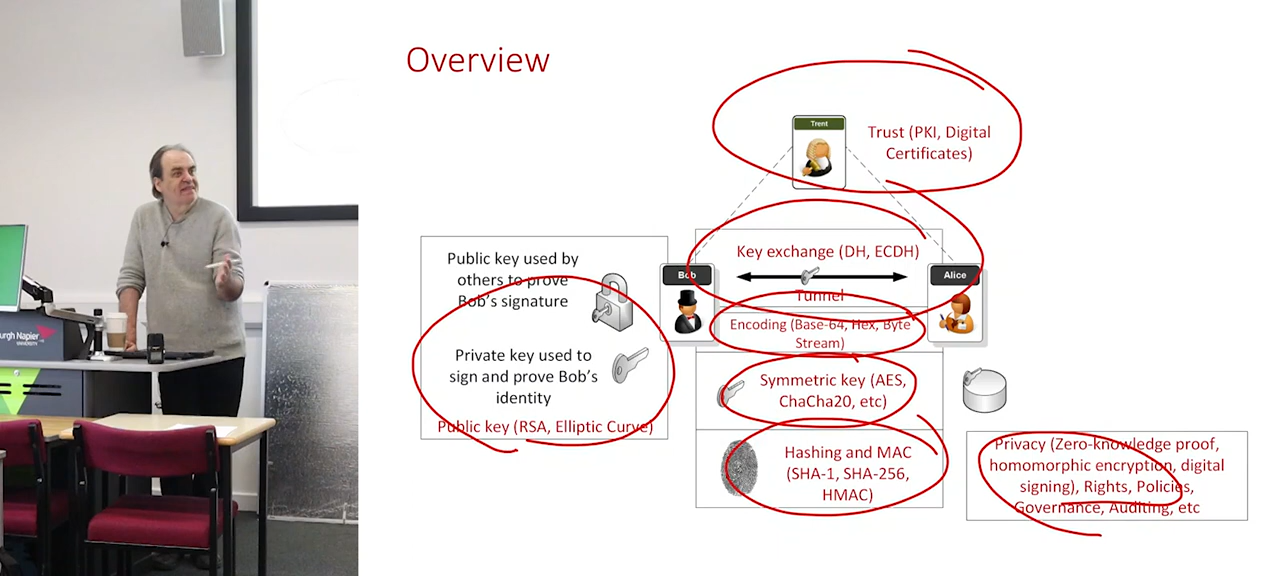 Overview
Trent
Trust (PKI, Digital
Certificates)
Public key used by
others to prove
Bob's signature
Key exchange (DH, ECDH)
Bob
Alice
Tunnel
Encoding (Base-64, Hex, Byte
Stream)
Private key used to
sign and prove Bob's
identity
Symmetric key (AES,
ChaCha20, etc)
Public key (RSA, Elliptic Curve)
Hashing and MAC
(SHA-1, SHA-256,
HMAC)
Privacy (Zero-knowledge proof,
homomorphic encryption, digital
signing), Rights, Policies,
Governance, Auditing, etc
urgh Napier
UNIVERSITY